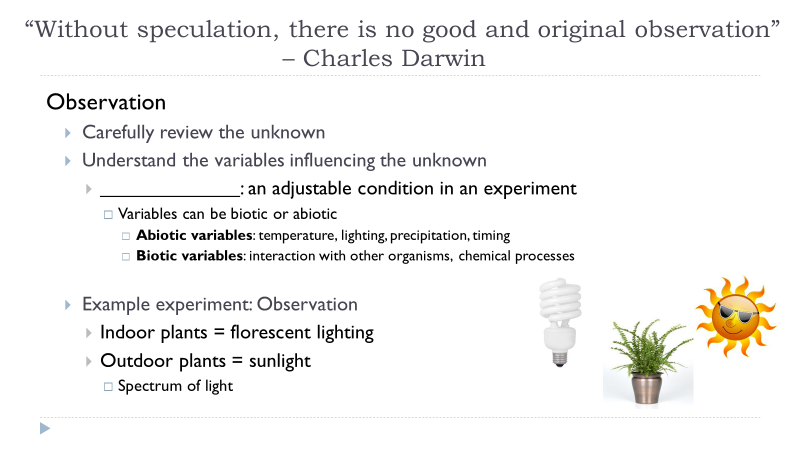 “Without speculation, there is no good and original observation”
– Charles Darwin
Observation
Carefully review the unknown
Understand the variables influencing the unknown
______________: an adjustable condition in an experiment
Variables can be biotic or abiotic
Abiotic variables: temperature, lighting, precipitation, timing
Biotic variables: interaction with other organisms, chemical processes
Example experiment: Observation
Indoor plants = florescent lighting
Outdoor plants = sunlight
Spectrum of light